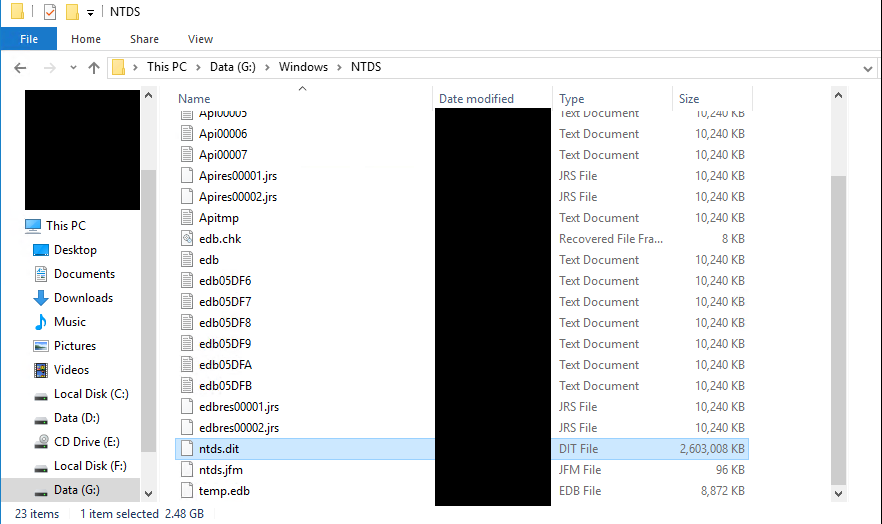 NTDS
File Home Share View
This PC Data (G:) Windows NTDS
Name Date modified Type Size
Api00005 Text Document 10,240 KB
Api00006 Text Document 10,240 KB
Api00007 Text Document 10,240 KB
Apires00001.jrs JRS File 10,240 KB
Apires00002.jrs JRS File 10,240 KB
This PC Apitmp Text Document 10,240 KB
Desktop edb.chk Recovered File Fra... 8 KB
Documents edb Text Document 10,240 KB
Downloads edb05DF6 Text Document 10,240 KB
edb05DF7 Text Document 10,240 KB
Music edb05DF8 Text Document 10,240 KB
Pictures edb05DF9 Text Document 10,240 KB
Videos edb05DFA Text Document 10,240 KB
Local Disk (C:) edb05DFB Text Document 10,240 KB
edbres00001.jrs JRS File 10,240 KB
Data (D:) edbres00002.jrs JRS File 10,240 KB
CD Drive (E:) ntds.dit DIT File 2,603,008 KB
Local Disk (F:) ntds.jfm JFM File 96 KB
Data (G:) temp.edb EDB File 8,872 KB
23 items 1 item selected 2.48 GB